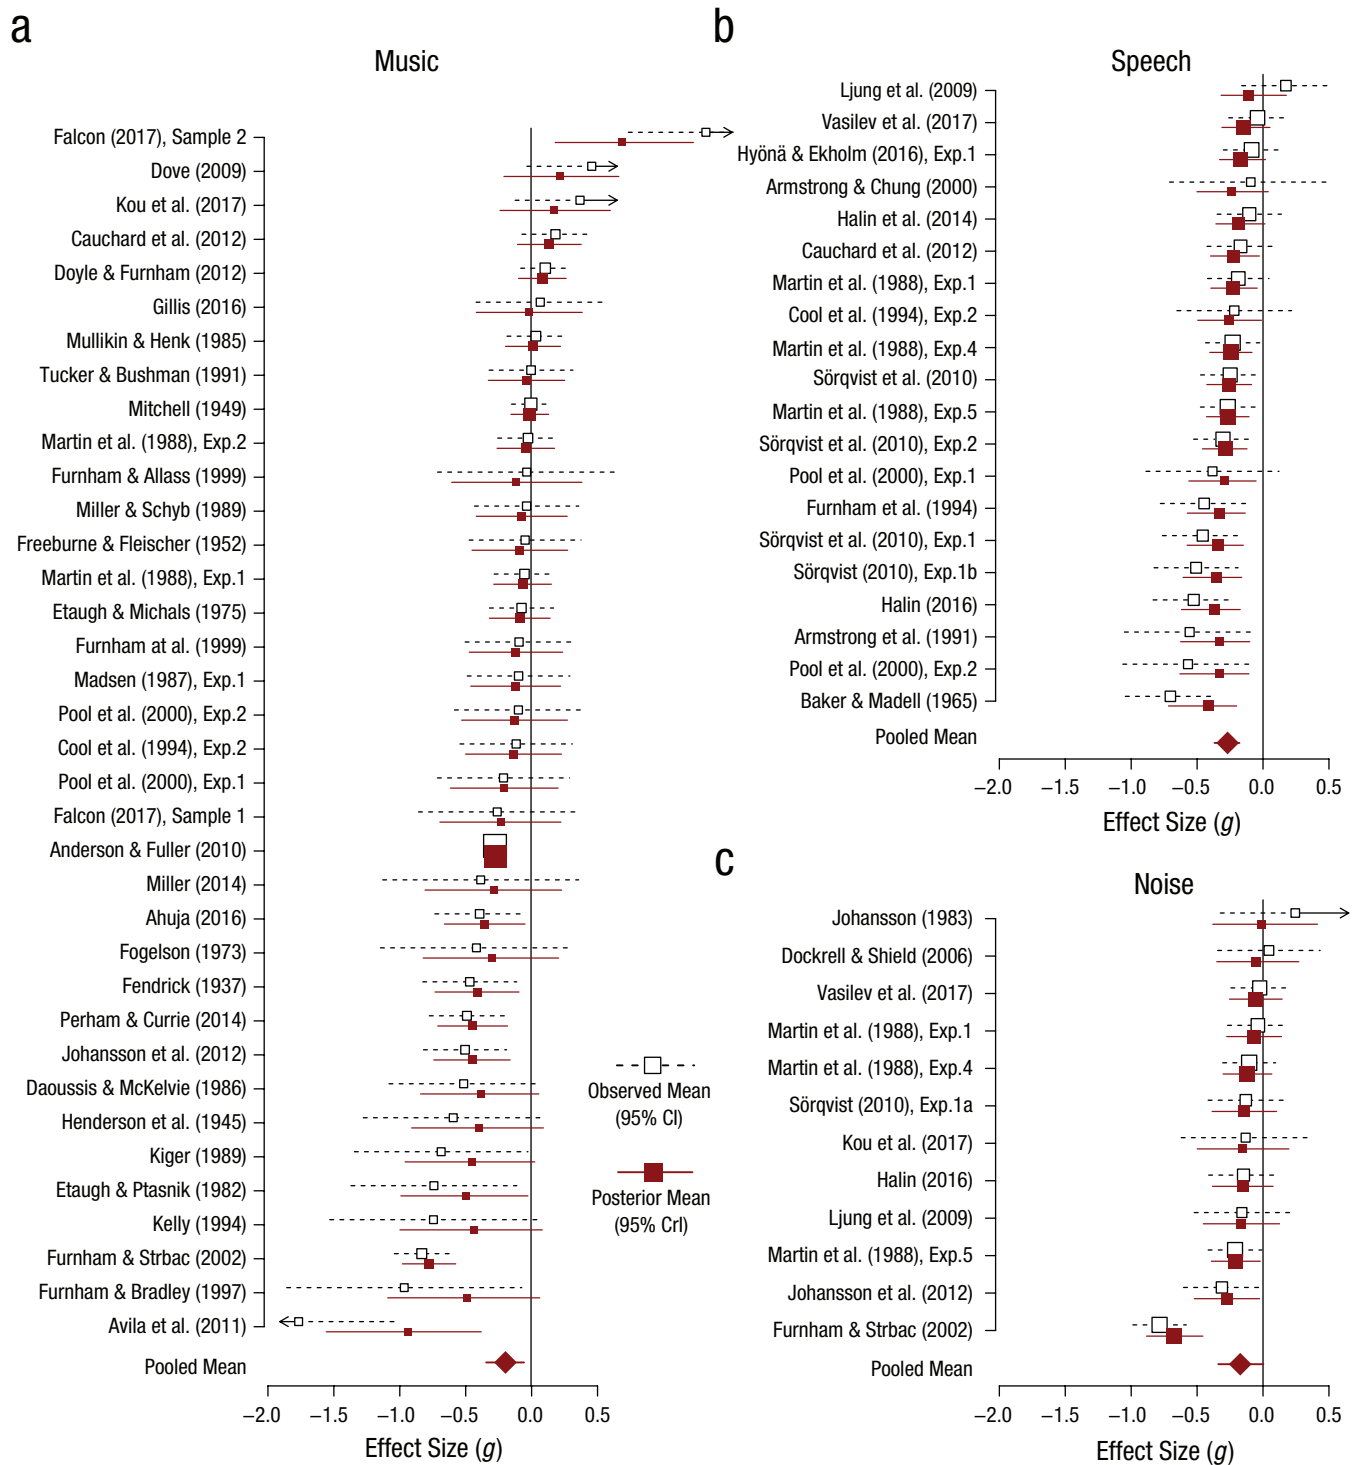 a
Music
Falcon (2017), Sample 2
Dove (2009)
Kou et al. (2017)
Cauchard et al. (2012)
Doyle & Furnham (2012)
Gillis (2016)
Mullikin & Henk (1985)
Tucker & Bushman (1991)
Mitchell (1949)
Martin et al. (1988), Exp.2
Furnham & Allass (1999)
Miller & Schyb (1989)
Freeburne & Fleischer (1952)
Martin et al. (1988), Exp.1
Etaugh & Michals (1975)
Furnham at al. (1999)
Madsen (1987), Exp.1
Pool et al. (2000), Exp.2
Cool et al. (1994), Exp.2
Pool et al. (2000), Exp.1
Falcon (2017), Sample 1
Anderson & Fuller (2010)
Miller (2014)
Ahuja (2016)
Fogelson (1973)
Fendrick (1937)
Perham & Currie (2014)
Johansson et al. (2012)
Daoussis & McKelvie (1986)
Henderson et al. (1945)
Kiger (1989)
Etaugh & Ptasnik (1982)
Kelly (1994)
Furnham & Strbac (2002)
Furnham & Bradley (1997)
Avila et al. (2011)
Pooled Mean
−2.0 −1.5 −1.0 −0.5 0.0 0.5
Effect Size (g)
Observed Mean
(95% CI)
Posterior Mean
(95% CrI)
b
Speech
Ljung et al. (2009)
Vasilev et al. (2017)
Hyönä & Ekholm (2016), Exp.1
Armstrong & Chung (2000)
Halin et al. (2014)
Cauchard et al. (2012)
Martin et al. (1988), Exp.1
Cool et al. (1994), Exp.2
Martin et al. (1988), Exp.4
Sörqvist et al. (2010)
Martin et al. (1988), Exp.5
Sörqvist et al. (2010), Exp.2
Pool et al. (2000), Exp.1
Furnham et al. (1994)
Sörqvist et al. (2010), Exp.1
Sörqvist (2010), Exp.1b
Halin (2016)
Armstrong et al. (1991)
Pool et al. (2000), Exp.2
Baker & Madell (1965)
Pooled Mean
−2.0 −1.5 −1.0 −0.5 0.0 0.5
Effect Size (g)
c
Noise
Johansson (1983)
Dockrell & Shield (2006)
Vasilev et al. (2017)
Martin et al. (1988), Exp.1
Martin et al. (1988), Exp.4
Sörqvist (2010), Exp.1a
Kou et al. (2017)
Halin (2016)
Ljung et al. (2009)
Martin et al. (1988), Exp.5
Johansson et al. (2012)
Furnham & Strbac (2002)
Pooled Mean
−2.0 −1.5 −1.0 −0.5 0.0 0.5
Effect Size (g)